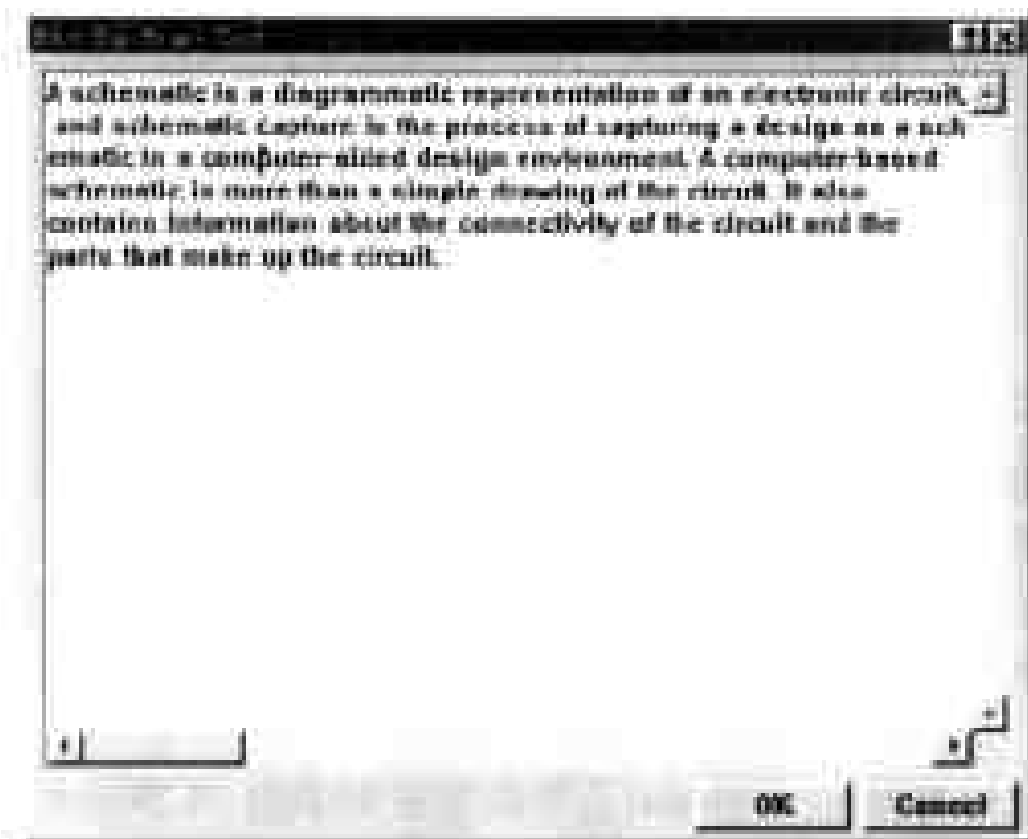 A schematic is a diagrammatic representation of an electronic circuit,
and schematic capture is the process of capturing a design as a sch
ematic in a computer-aided design environment. A computer-based
schematic is more than a simple drawing of the circuit. It also
contains information about the connectivity of the circuit and the
parts that make up the circuit.
OK
Cancel